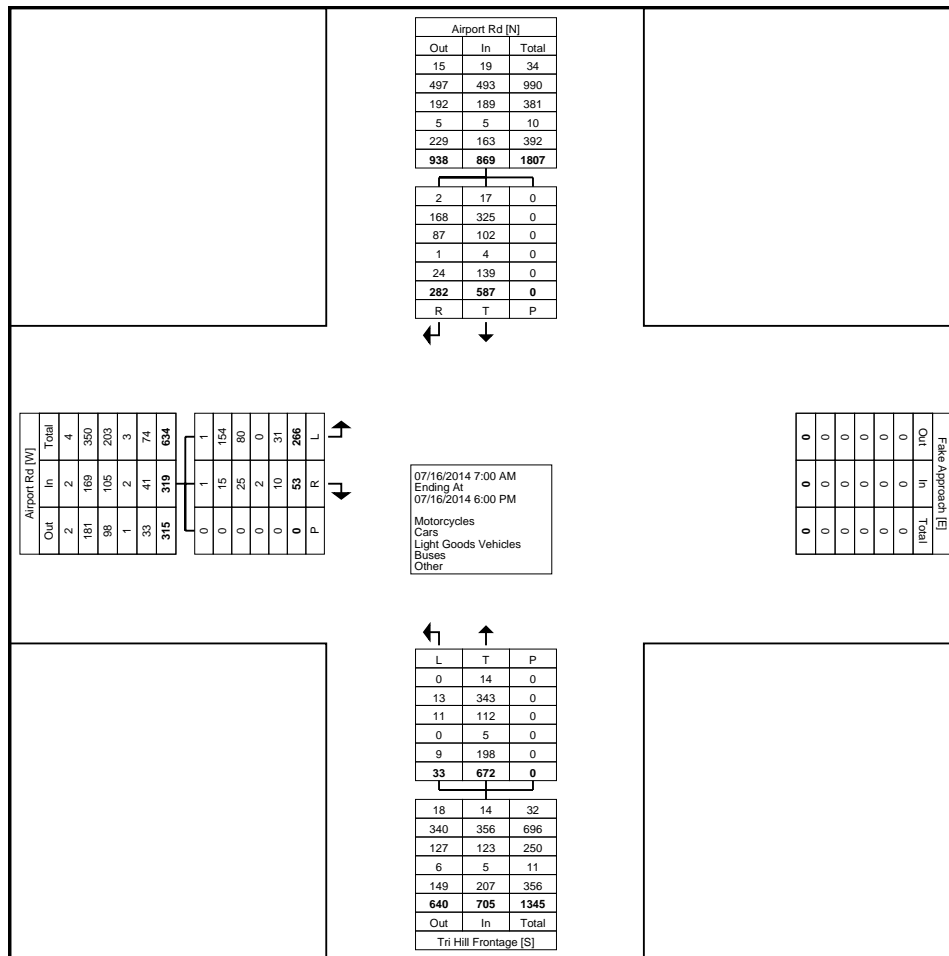 Airport Rd [N]
Out In Total
15 19 34
497 493 990
192 189 381
5 5 10
229 163 392
938 869 1807
2 17 0
168 325 0
87 102 0
1 4 0
24 139 0
282 587 0
R T P
Airport Rd [W]
Total In Out
4 2 2
350 169 181
203 105 98
3 2 1
74 41 33
634 319 315
1 1 0
154 15 0
80 25 0
0 2 0
31 10 0
266 53 0
L R P
07/16/2014 7:00 AM
Ending At
07/16/2014 6:00 PM
Motorcycles
Cars
Light Goods Vehicles
Buses
Other
Fake Approach [E]
Out In Total
0 0 0
0 0 0
0 0 0
0 0 0
0 0 0
0 0 0
L T P
0 14 0
13 343 0
11 112 0
0 5 0
9 198 0
33 672 0
18 14 32
340 356 696
127 123 250
6 5 11
149 207 356
640 705 1345
Out In Total
Tri Hill Frontage [S]